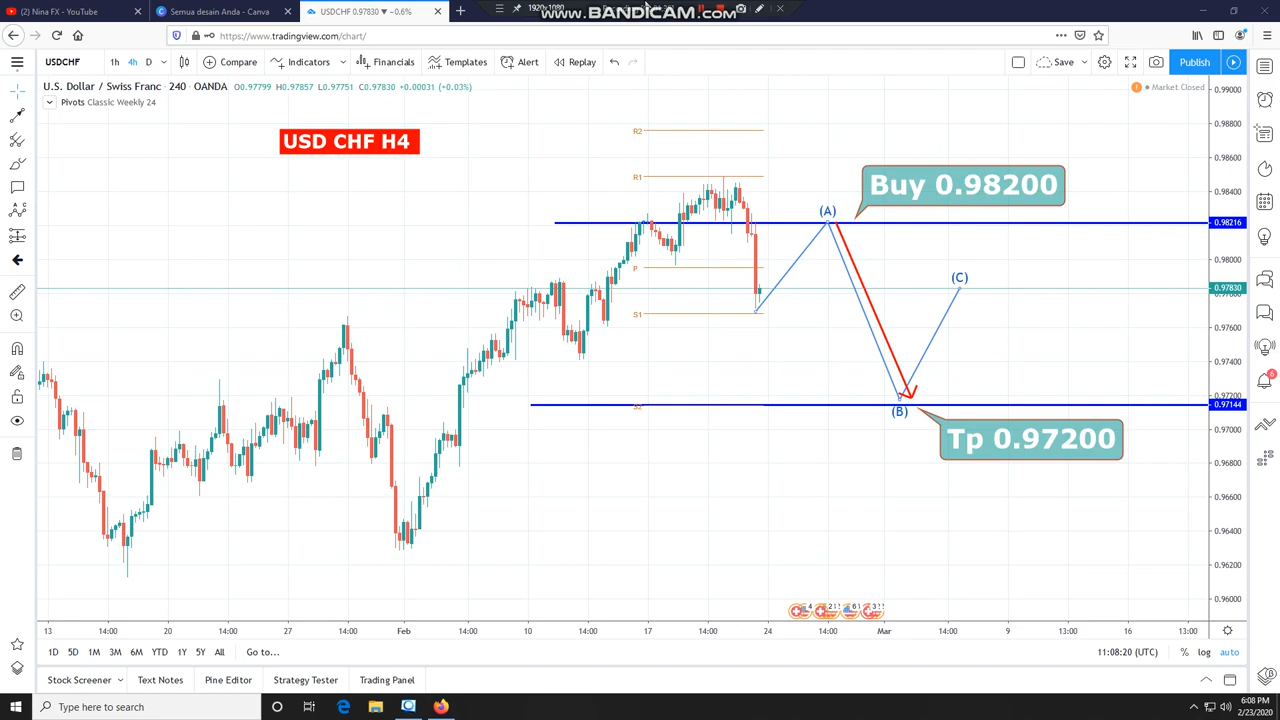 (2) Nina FX - YouTube
Semua desain Anda - Canva
USDCHF 0.97830 ▼ −0.6%
1920×1080
www.BANDICAM.com
https://www.tradingview.com/chart/
USDCHF
1h
4h
D
Compare
Indicators
Financials
Templates
Alert
Replay
Save
Publish
U.S. Dollar / Swiss Franc · 240 · OANDA O0.97799 H0.97857 L0.97751 C0.97830 +0.00031 (+0.03%)
Market Closed
Pivots Classic Weekly 24
USD CHF H4
R2
R1
P
S1
S2
Buy 0.98200
(A)
(C)
(B)
Tp 0.97200
0.99000
0.98800
0.98600
0.98400
0.98216
0.98000
0.97830
0.97600
0.97400
0.97200
0.97144
0.97000
0.96800
0.96600
0.96400
0.96200
0.96000
6
13 14:00 20 14:00 27 14:00 Feb 14:00 10 14:00 17 14:00 24 14:00 Mar 14:00 9 13:00 16 13:00
1D 5D 1M 3M 6M YTD 1Y 5Y All Go to...
11:08:20 (UTC) % log auto
Stock Screener Text Notes Pine Editor Strategy Tester Trading Panel
Type here to search
6:08 PM
2/23/2020